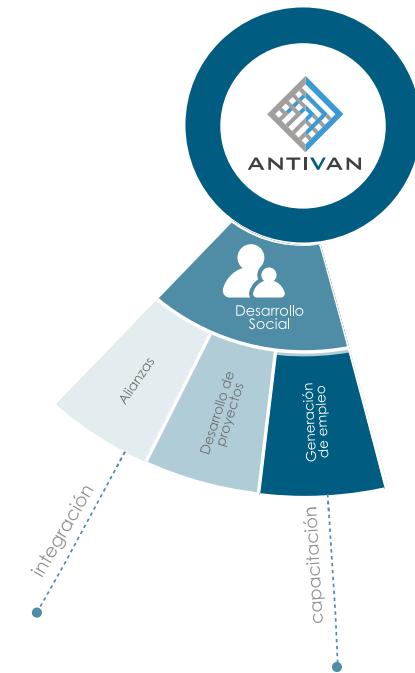 ANTIVAN
Desarrollo
Social
Alianzas
Desarrollo de
proyectos
Generación
de empleo
integración
capacitación